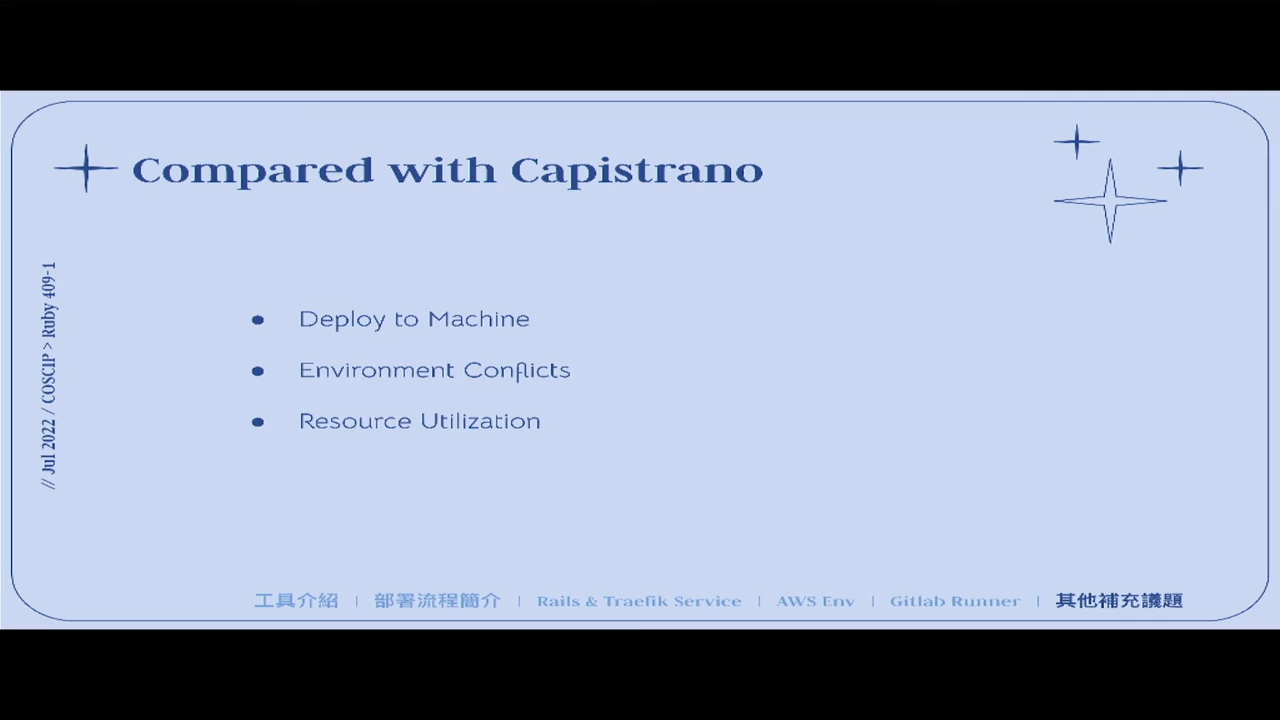 Compared with Capistrano
// Jul 2022 / COSCIP > Ruby 409-1
Deploy to Machine
Environment Conflicts
Resource Utilization
工具介紹 | 部署流程簡介 | Rails & Traefik Service | AWS Env | Gitlab Runner | 其他補充議題